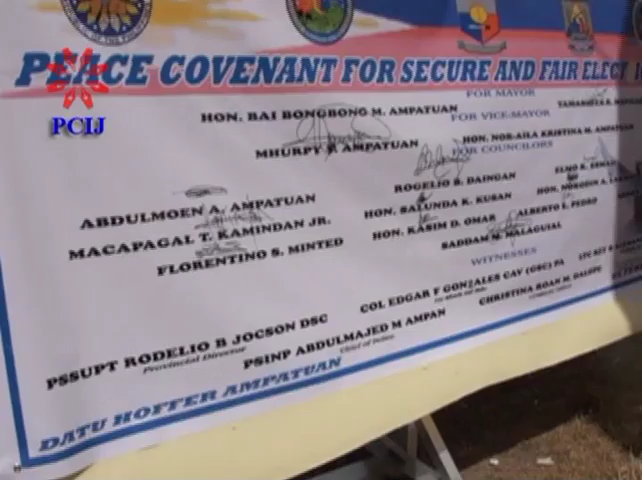 PEACE COVENANT FOR SECURE AND FAIR ELECT
PCIJ
FOR MAYOR
HON. BAI BONGBONG M. AMPATUAN
FOR VICE-MAYOR
MHURPY P. AMPATUAN
HON. NOR-AILA KRISTINA M. AMPATUAN
FOR COUNCILORS
ABDULMOEN A. AMPATUAN
ROGELIO B. DAINGAN
MACAPAGAL T. KAMINDAN JR.
HON. SALUNDA K. KUSAN
FLORENTINO S. MINTED
HON. KASIM D. OMAR
ALBERTO E. PEDRO
SADDAM M. MALAGUIAL
WITNESSES
PSSUPT RODELIO B JOCSON DSC
Provincial Director
COL EDGAR F GONZALES CAV (GSC) PA
PSINP ABDULMAJED M AMPAN
Chief of Police
CHRISTINA ROAN M. DALOPE
DATU HOFFER AMPATUAN